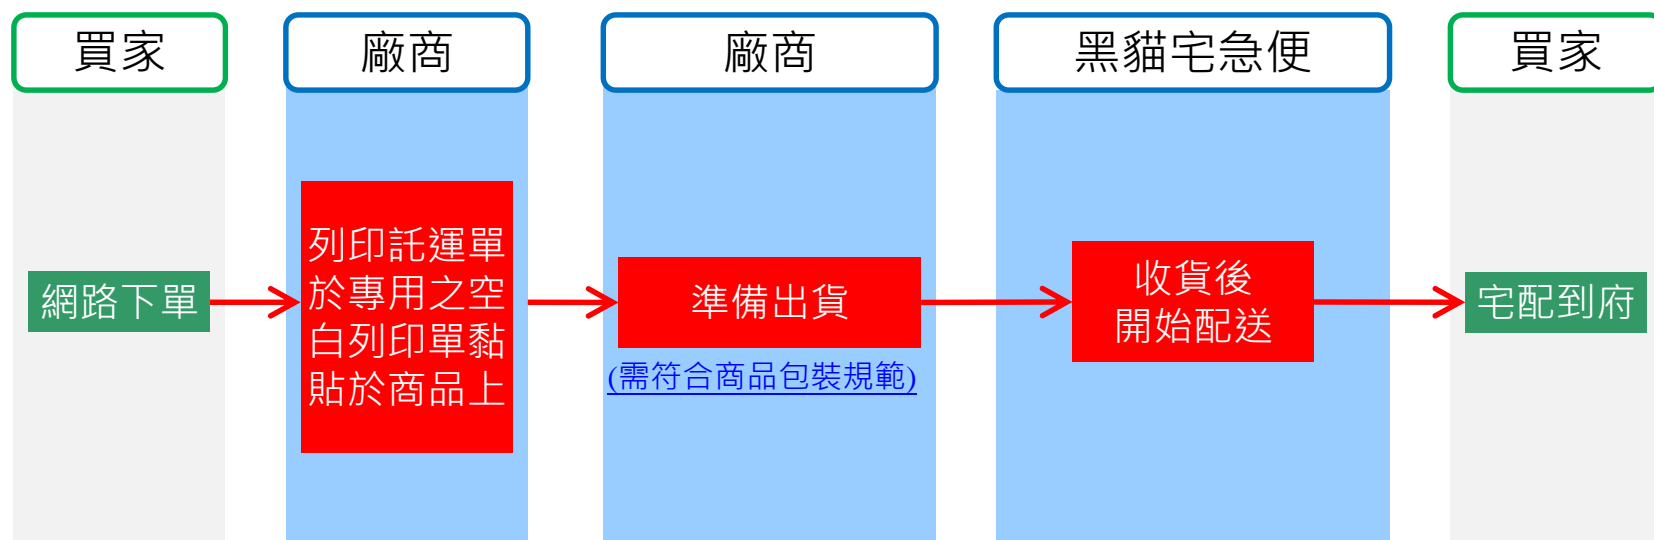 買家
廠商
廠商
黑貓宅急便
買家
網路下單
列印託運單
於專用之空
白列印單黏
貼於商品上
準備出貨
(需符合商品包裝規範)
收貨後
開始配送
宅配到府